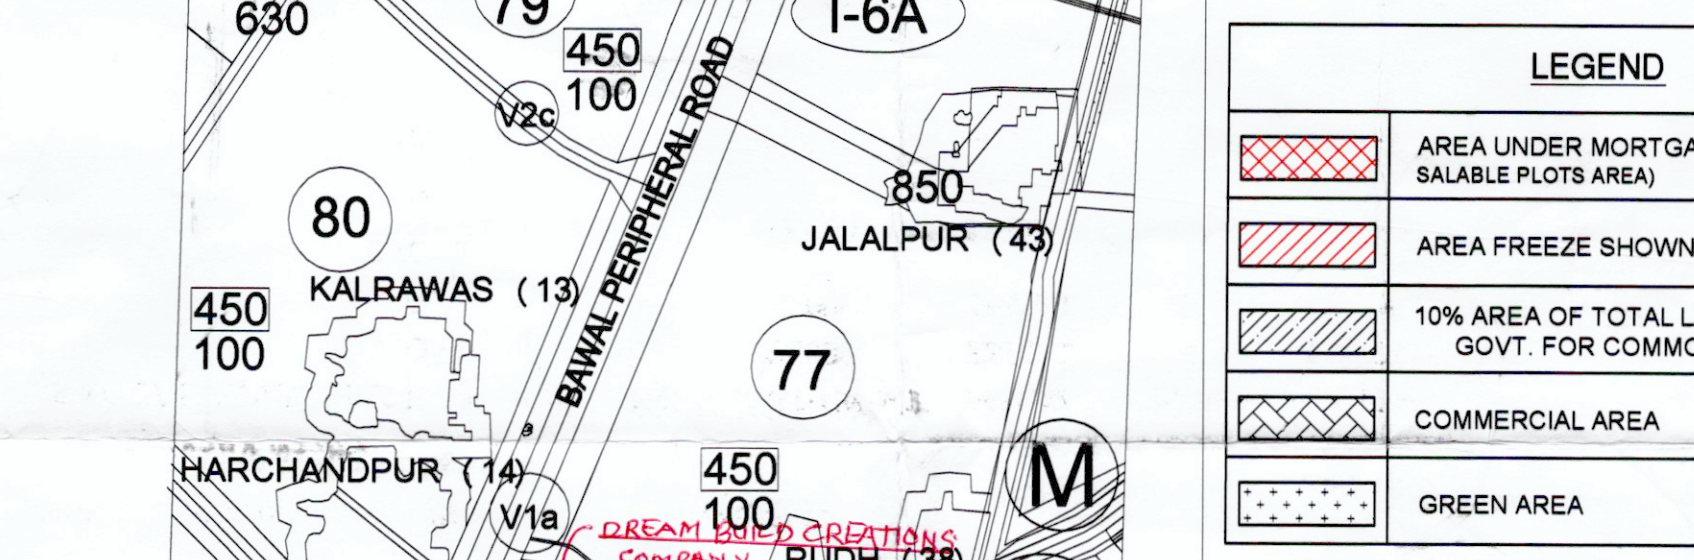 630
79
I-6A
450
100
V2c
BAWAL PERIPHERAL ROAD
80
850
JALALPUR (43)
KALRAWAS (13)
450
100
77
HARCHANDPUR (14)
450
100
M
V1a
DREAM BUILD CREATIONS
COMPANY
LEGEND
AREA UNDER MORTGA
SALABLE PLOTS AREA)
AREA FREEZE SHOWN
10% AREA OF TOTAL L
GOVT. FOR COMMO
COMMERCIAL AREA
GREEN AREA